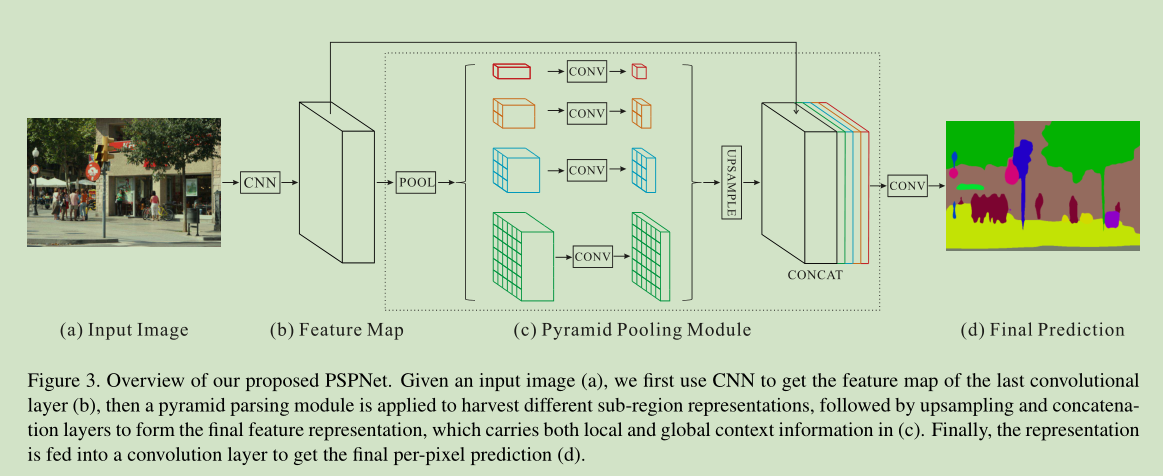 CNN
POOL
CONV
CONV
CONV
CONV
UPSAMPLE
CONCAT
CONV
(a) Input Image
(b) Feature Map
(c) Pyramid Pooling Module
(d) Final Prediction
Figure 3. Overview of our proposed PSPNet. Given an input image (a), we first use CNN to get the feature map of the last convolutional
layer (b), then a pyramid parsing module is applied to harvest different sub-region representations, followed by upsampling and concatena-
tion layers to form the final feature representation, which carries both local and global context information in (c). Finally, the representation
is fed into a convolution layer to get the final per-pixel prediction (d).